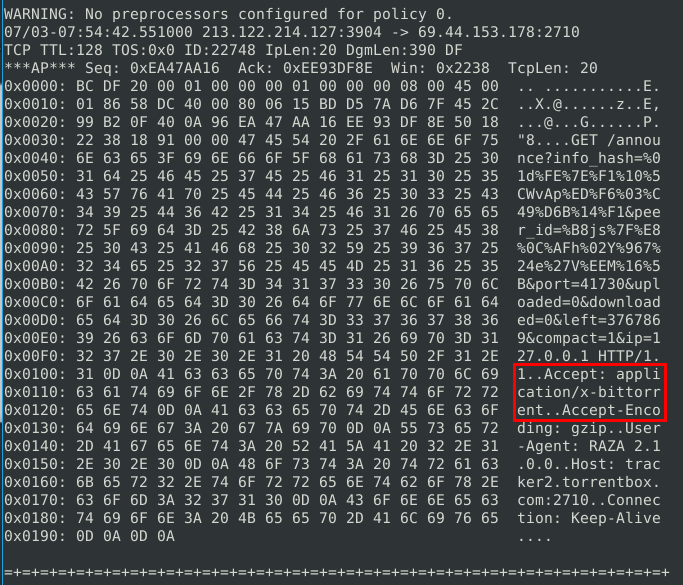 WARNING: No preprocessors configured for policy 0.
07/03-07:54:42.551000 213.122.214.127:3904 -> 69.44.153.178:2710
TCP TTL:128 TOS:0x0 ID:22748 IpLen:20 DgmLen:390 DF
***AP*** Seq: 0xEA47AA16  Ack: 0xEE93DF8E  Win: 0x2238  TcpLen: 20
0x0000: BC DF 20 00 01 00 00 00 01 00 00 00 08 00 45 00  .. ...........E.
0x0010: 01 86 58 DC 40 00 80 06 15 BD D5 7A D6 7F 45 2C  ..X.@......z..E,
0x0020: 99 B2 0F 40 0A 96 EA 47 AA 16 EE 93 DF 8E 50 18  ...@...G......P.
0x0030: 22 38 18 91 00 00 47 45 54 20 2F 61 6E 6E 6F 75  "8....GET /annou
0x0040: 6E 63 65 3F 69 6E 66 6F 5F 68 61 73 68 3D 25 30  nce?info_hash=%0
0x0050: 31 64 25 46 45 25 37 45 25 46 31 25 31 30 25 35  1d%FE%7E%F1%10%5
0x0060: 43 57 76 41 70 25 45 44 25 46 36 25 30 33 25 43  CWvAp%ED%F6%03%C
0x0070: 34 39 25 44 36 42 25 31 34 25 46 31 26 70 65 65  49%D6B%14%F1&pee
0x0080: 72 5F 69 64 3D 25 42 38 6A 73 25 37 46 25 45 38  r_id=%B8js%7F%E8
0x0090: 25 30 43 25 41 46 68 25 30 32 59 25 39 36 37 25  %0C%AFh%02Y%967%
0x00A0: 32 34 65 25 32 37 56 25 45 45 4D 25 31 36 25 35  24e%27V%EEM%16%5
0x00B0: 42 26 70 6F 72 74 3D 34 31 37 33 30 26 75 70 6C  B&port=41730&upl
0x00C0: 6F 61 64 65 64 3D 30 26 64 6F 77 6E 6C 6F 61 64  oaded=0&download
0x00D0: 65 64 3D 30 26 6C 65 66 74 3D 33 37 36 37 38 36  ed=0&left=376786
0x00E0: 39 26 63 6F 6D 70 61 63 74 3D 31 26 69 70 3D 31  9&compact=1&ip=1
0x00F0: 32 37 2E 30 2E 30 2E 31 20 48 54 54 50 2F 31 2E  27.0.0.1 HTTP/1.
0x0100: 31 0D 0A 41 63 63 65 70 74 3A 20 61 70 70 6C 69  1..Accept: appli
0x0110: 63 61 74 69 6F 6E 2F 78 2D 62 69 74 74 6F 72 72  cation/x-bittorr
0x0120: 65 6E 74 0D 0A 41 63 63 65 70 74 2D 45 6E 63 6F  ent..Accept-Enco
0x0130: 64 69 6E 67 3A 20 67 7A 69 70 0D 0A 55 73 65 72  ding: gzip..User
0x0140: 2D 41 67 65 6E 74 3A 20 52 41 5A 41 20 32 2E 31  -Agent: RAZA 2.1
0x0150: 2E 30 2E 30 0D 0A 48 6F 73 74 3A 20 74 72 61 63  .0.0..Host: trac
0x0160: 6B 65 72 32 2E 74 6F 72 72 65 6E 74 62 6F 78 2E  ker2.torrentbox.
0x0170: 63 6F 6D 3A 32 37 31 30 0D 0A 43 6F 6E 6E 65 63  com:2710..Connec
0x0180: 74 69 6F 6E 3A 20 4B 65 65 70 2D 41 6C 69 76 65  tion: Keep-Alive
0x0190: 0D 0A 0D 0A                                      ....
=+=+=+=+=+=+=+=+=+=+=+=+=+=+=+=+=+=+=+=+=+=+=+=+=+=+=+=+=+=+=+=+=+=+=+=+=+